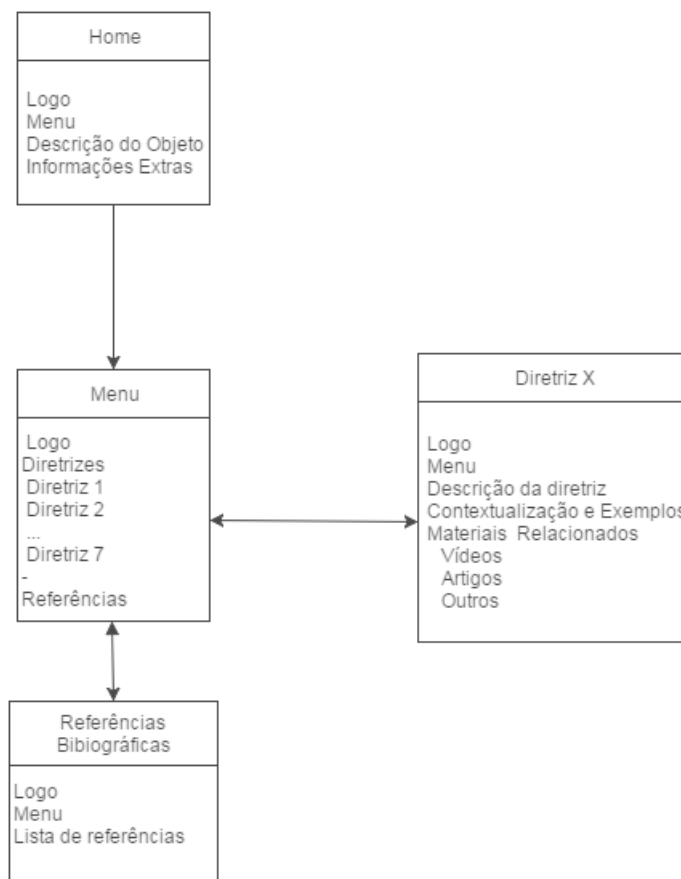 Home
Logo
Menu
Descrição do Objeto
Informações Extras
Menu
Logo
Diretrizes
Diretriz 1
Diretriz 2
...
Diretriz 7
-
Referências
Diretriz X
Logo
Menu
Descrição da diretriz
Contextualização e Exemplos
Materiais Relacionados
Vídeos
Artigos
Outros
Referências
Bibiográficas
Logo
Menu
Lista de referências